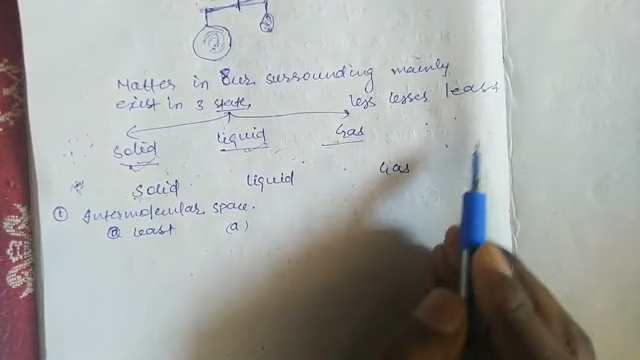 Matter in Our surrounding mainly
exist in 3 state
less lesser least
solid liquid Gas
solid liquid Gas
① Intermolecular space.
ⓐ least (a)